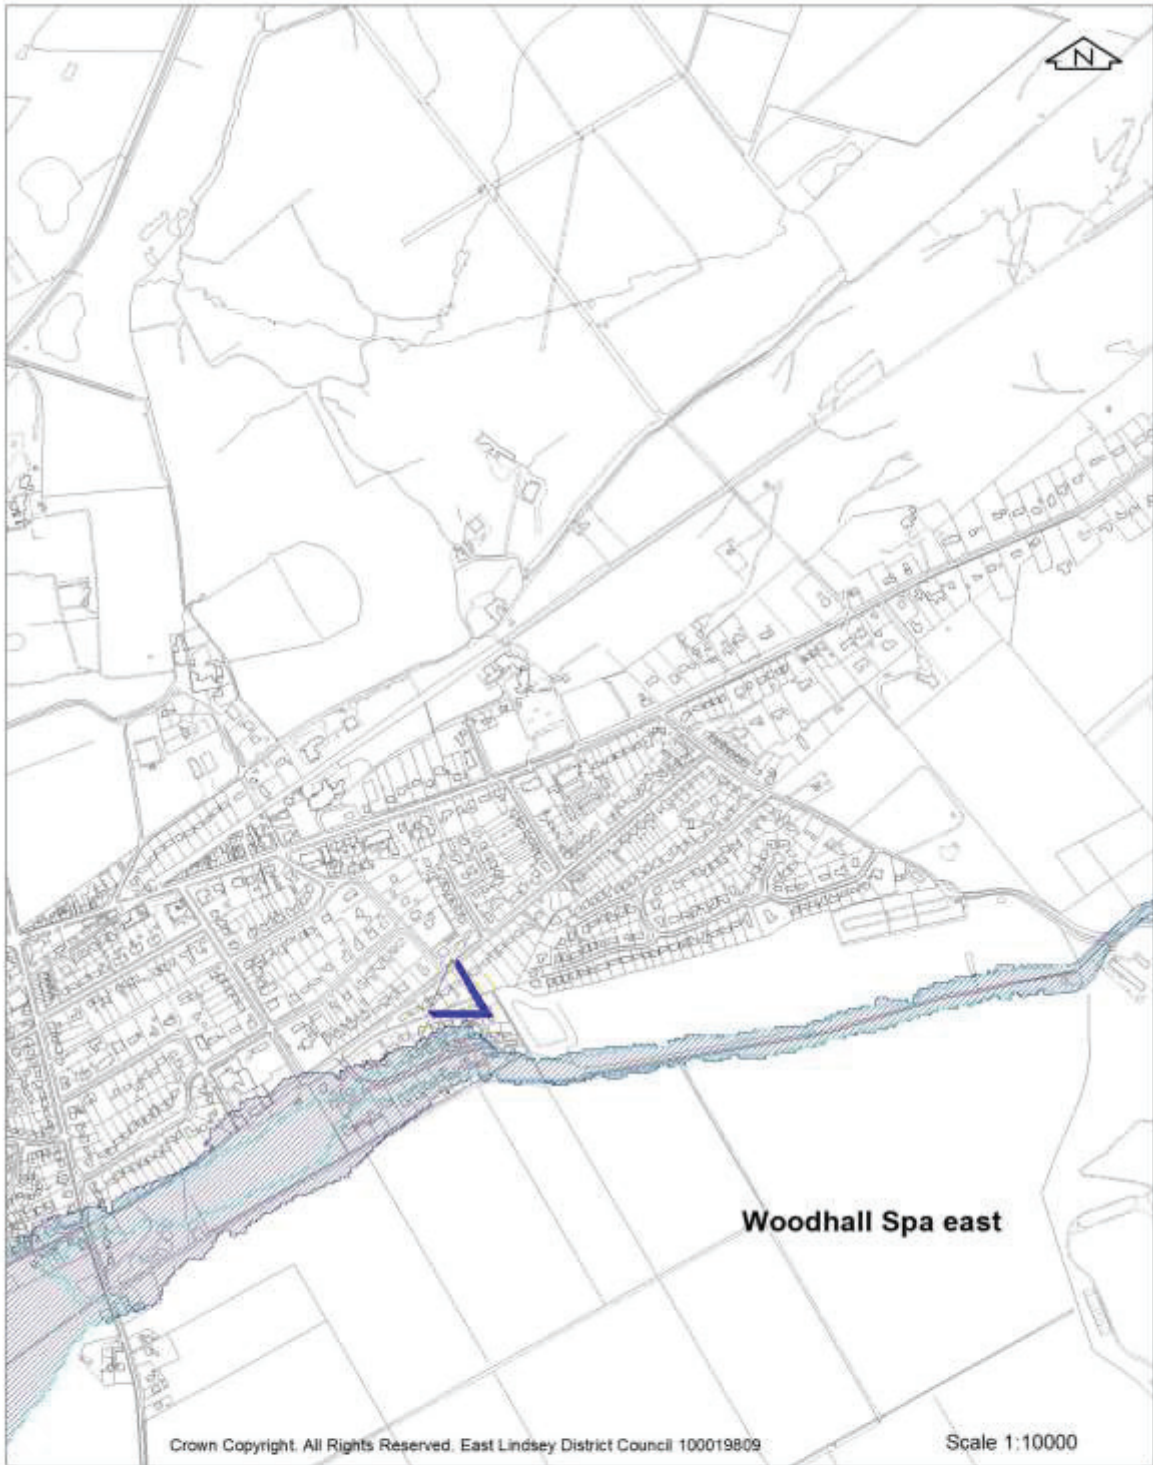 N
Woodhall Spa east
Crown Copyright. All Rights Reserved. East Lindsey District Council 100019809
Scale 1:10000